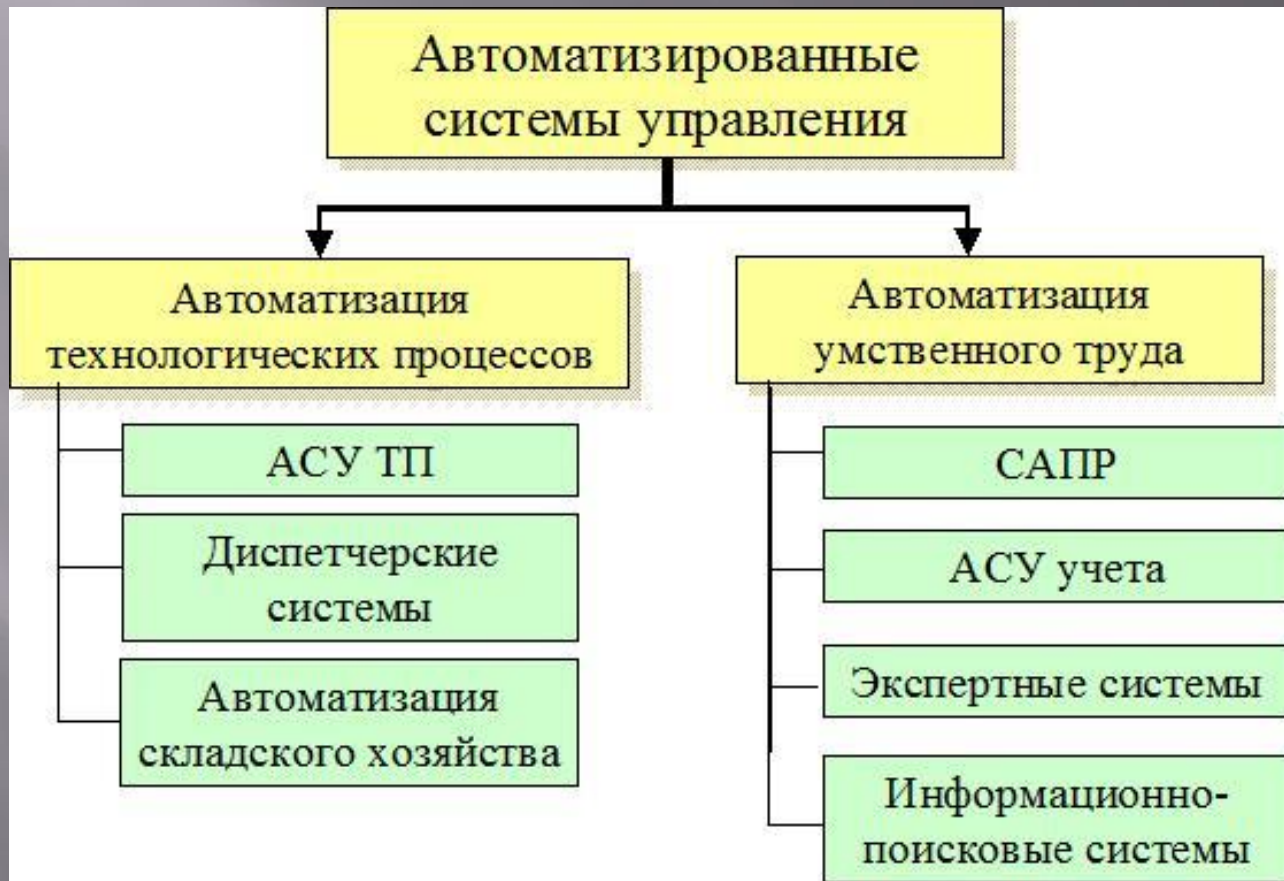 Автоматизированные
системы управления
Автоматизация
технологических процессов
АСУ ТП
Диспетчерские
системы
Автоматизация
складского хозяйства
Автоматизация
умственного труда
САПР
АСУ учета
Экспертные системы
Информационно-
поисковые системы